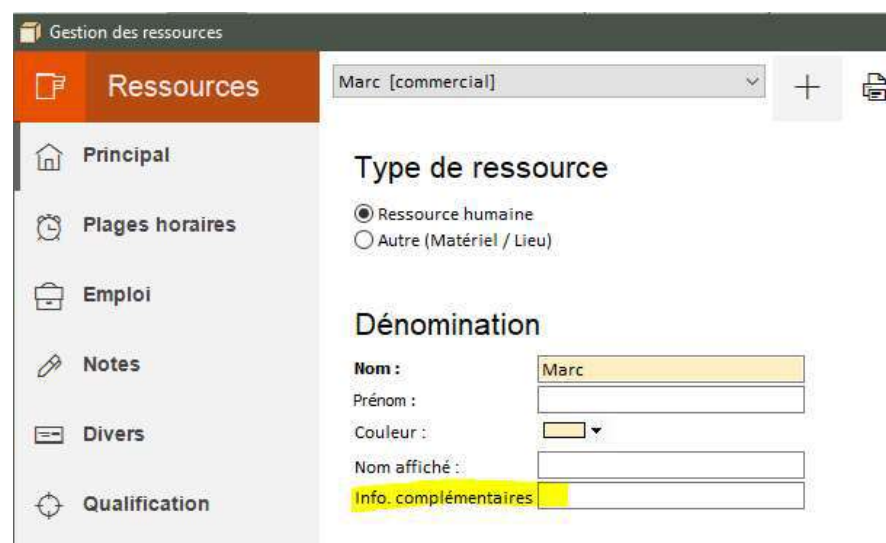 Gestion des ressources
Ressources
Marc [commercial]
Principal
Plages horaires
Emploi
Notes
Divers
Qualification
Type de ressource
Ressource humaine
Autre (Matériel / Lieu)
Dénomination
Nom : Marc
Prénom :
Couleur :
Nom affiché :
Info. complémentaires